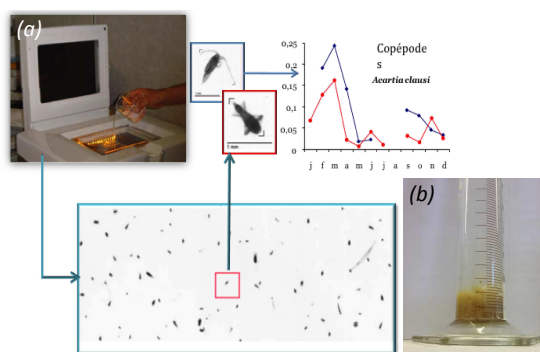 (a)
0,25
0,2
0,15
0,1
0,05
0
Copépode
s
Acartia clausi
j f m a m j j a s o n d
1 mm
(b)